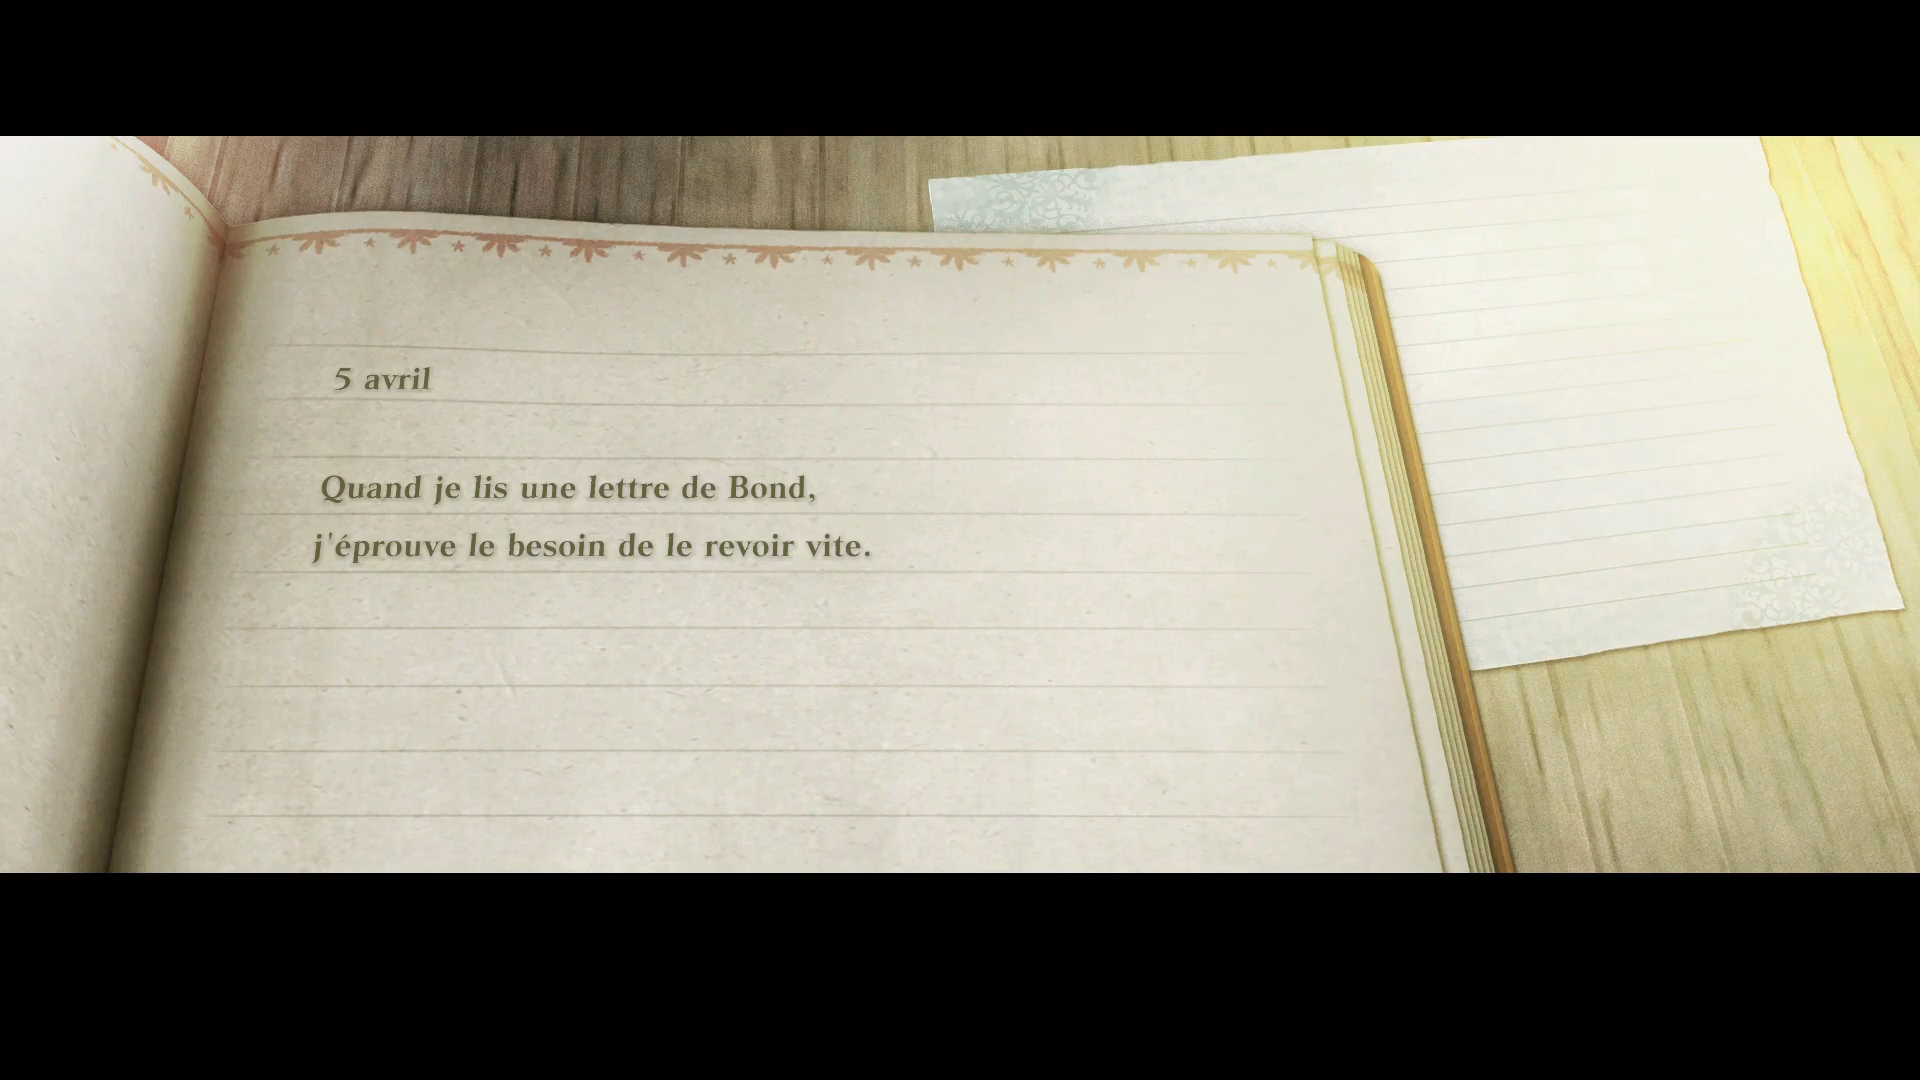 5 avril
Quand je lis une lettre de Bond,
j'éprouve le besoin de le revoir vite.